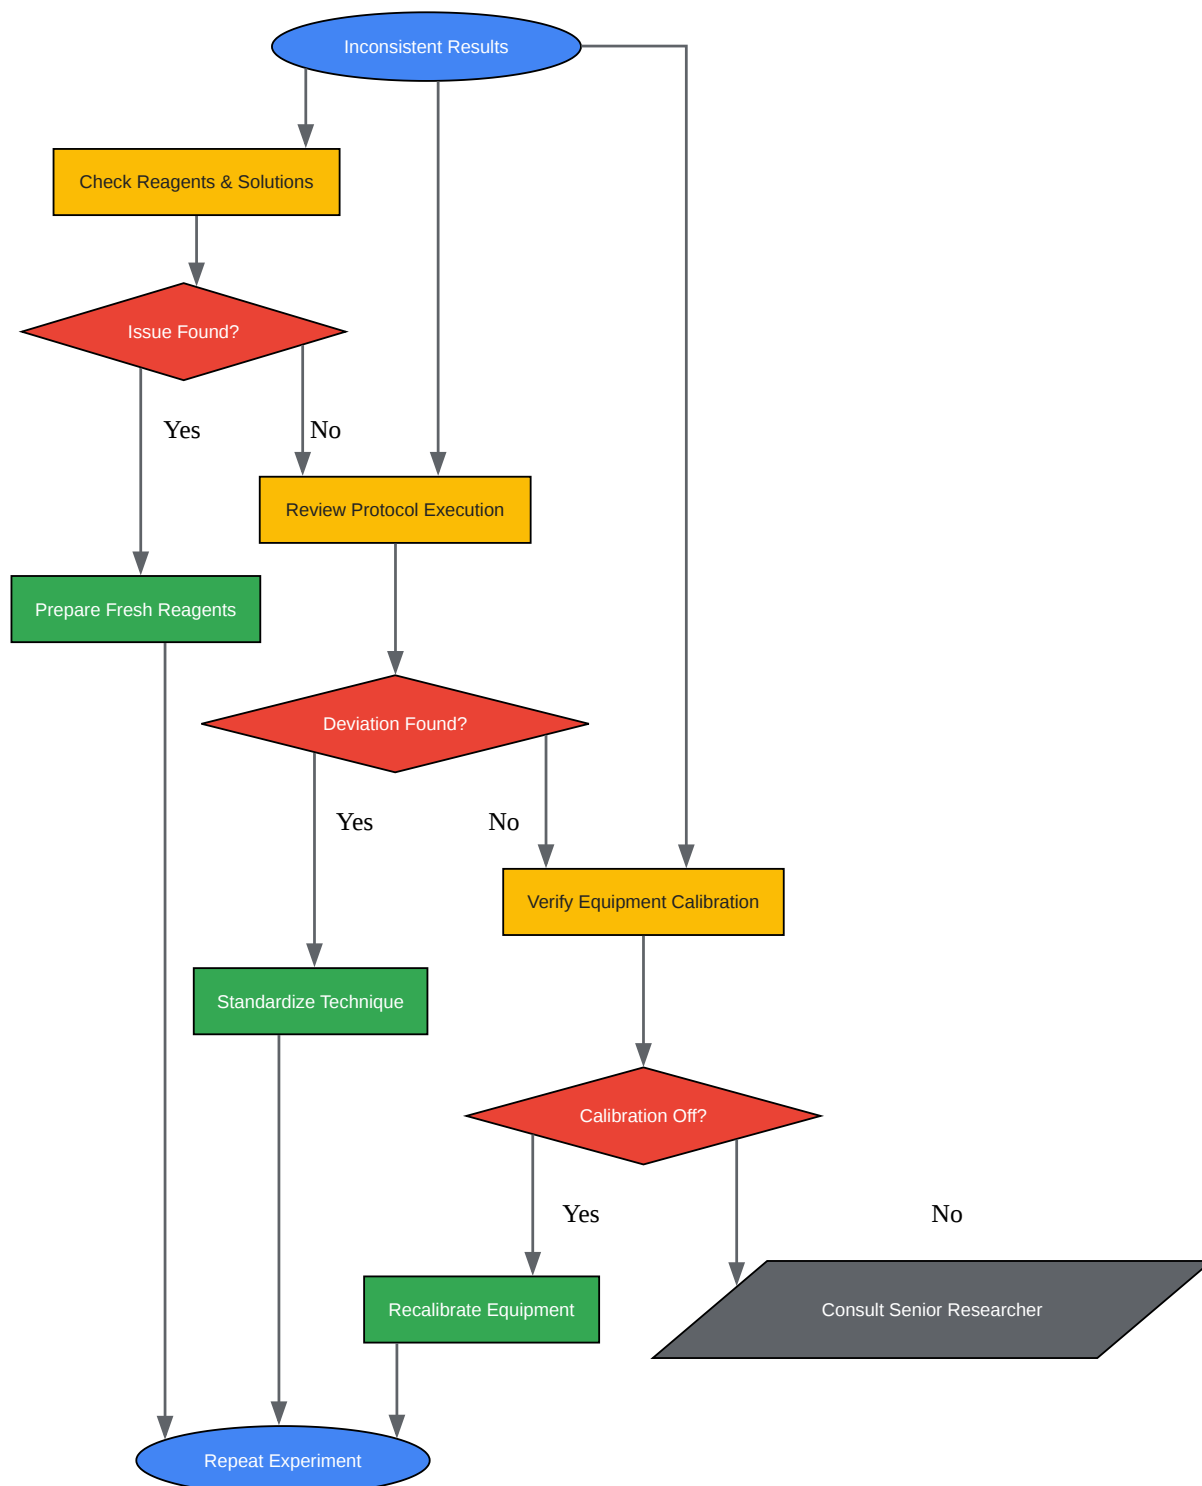 Inconsistent Results
Check Reagents & Solutions
Issue Found?
Yes
No
Review Protocol Execution
Prepare Fresh Reagents
Deviation Found?
Yes
No
Verify Equipment Calibration
Standardize Technique
Calibration Off?
Yes
No
Recalibrate Equipment
Consult Senior Researcher
Repeat Experiment